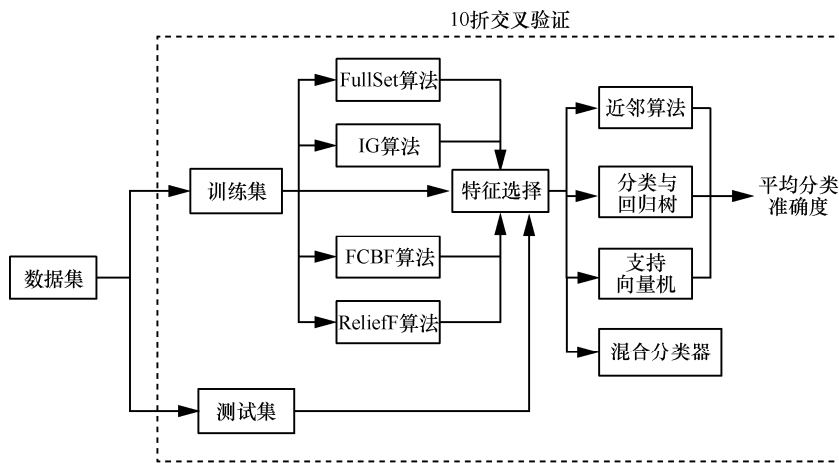 10折交叉验证
FullSet算法
IG算法
训练集
特征选择
FCBF算法
ReliefF算法
数据集
测试集
近邻算法
分类与
回归树
支持
向量机
混合分类器
平均分类
准确度